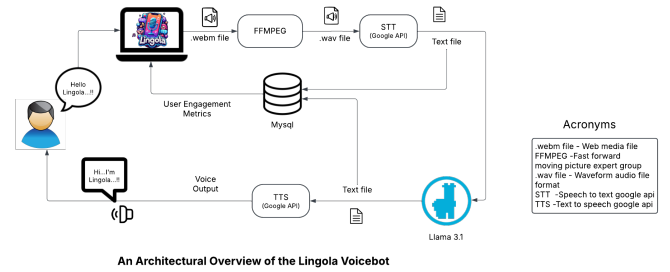 Lingola
.webm file
FFMPEG
.wav file
STT
(Google API)
Text file
Hello
Lingola...!!
User Engagement
Metrics
Mysql
Hi...I'm
Lingola...!!
Voice
Output
TTS
(Google API)
Text file
Llama 3.1
Acronyms
.webm file - Web media file
FFMPEG -Fast forward
moving picture expert group
.wav file - Waveform audio file
format
STT -Speech to text google api
TTS -Text to speech google api
An Architectural Overview of the Lingola Voicebot